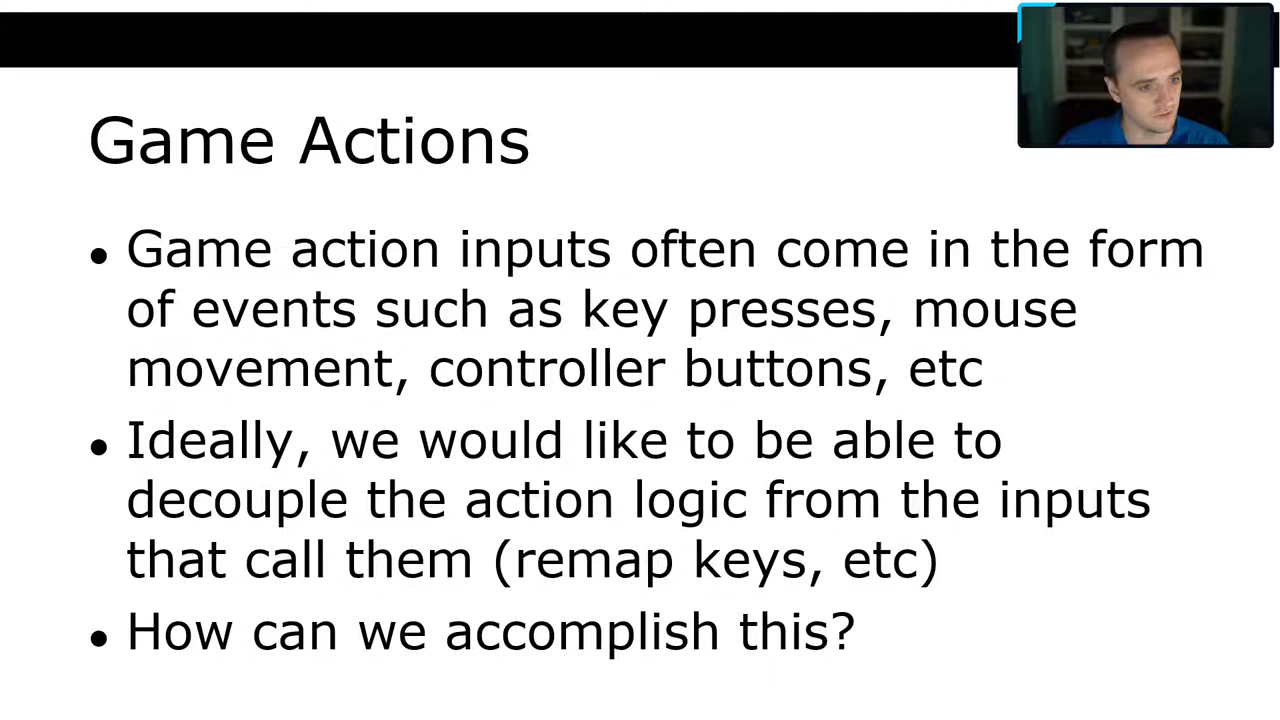 Game Actions
• Game action inputs often come in the form
of events such as key presses, mouse
movement, controller buttons, etc
• Ideally, we would like to be able to
decouple the action logic from the inputs
that call them (remap keys, etc)
• How can we accomplish this?